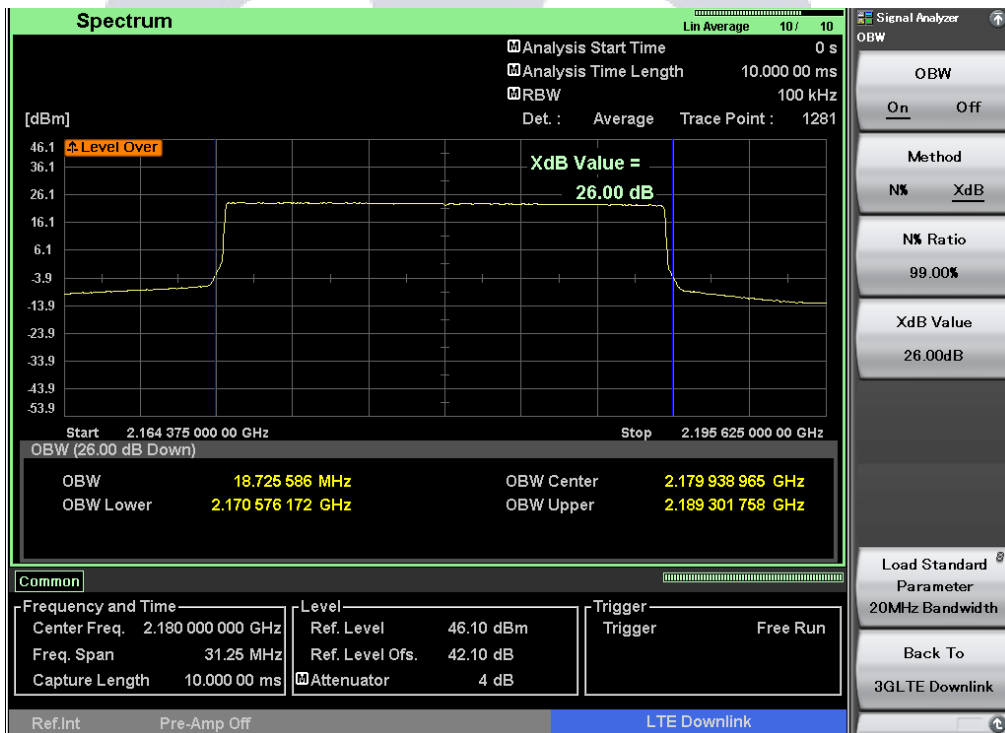 Spectrum
Lin Average 10/ 10
M Analysis Start Time 0 s
M Analysis Time Length 10.000 00 ms
M RBW 100 kHz
[dBm] Det. : Average Trace Point : 1281
Level Over
XdB Value =
26.00 dB
46.1
36.1
26.1
16.1
6.1
-3.9
-13.9
-23.9
-33.9
-43.9
-53.9
Start 2.164 375 000 00 GHz Stop 2.195 625 000 00 GHz
OBW (26.00 dB Down)
OBW 18.725 586 MHz OBW Center 2.179 938 965 GHz
OBW Lower 2.170 576 172 GHz OBW Upper 2.189 301 758 GHz
Common
Frequency and Time
Center Freq. 2.180 000 000 GHz
Freq. Span 31.25 MHz
Capture Length 10.000 00 ms
Level
Ref. Level 46.10 dBm
Ref. Level Ofs. 42.10 dB
M Attenuator 4 dB
Trigger
Trigger Free Run
Ref.Int Pre-Amp Off LTE Downlink
Signal Analyzer
OBW
OBW
On Off
Method
N% XdB
N% Ratio
99.00%
XdB Value
26.00dB
Load Standard 8
Parameter
20MHz Bandwidth
Back To
3GLTE Downlink